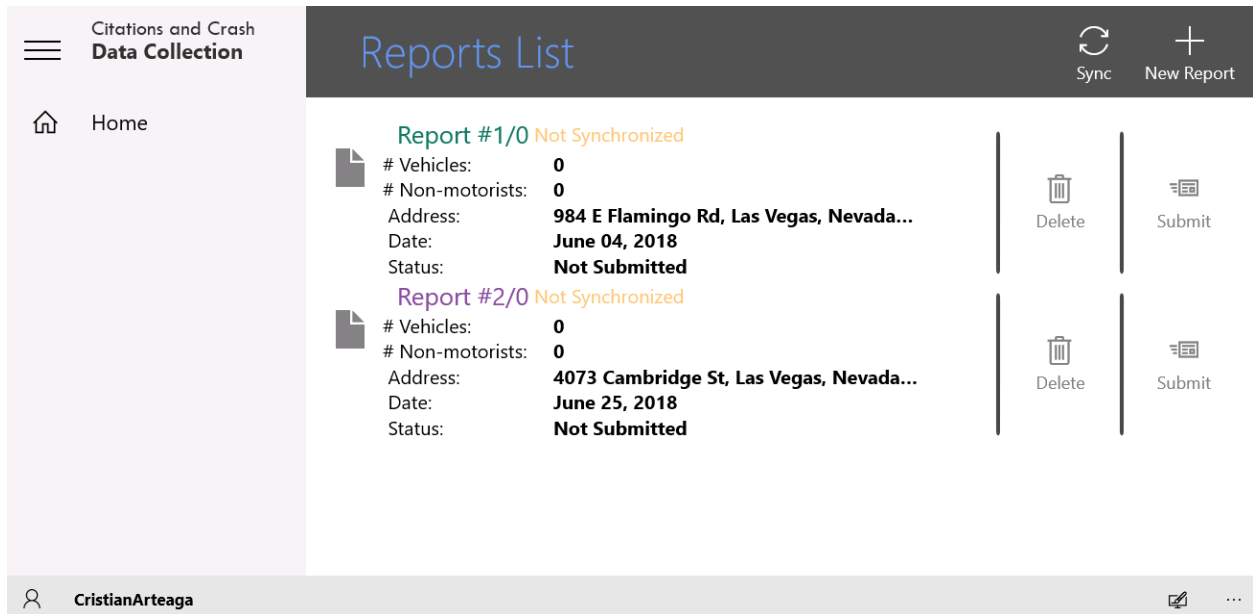 Citations and Crash
Data Collection
Reports List
Sync
New Report
Home
Report #1/0 Not Synchronized
# Vehicles: 0
# Non-motorists: 0
Address: 984 E Flamingo Rd, Las Vegas, Nevada...
Date: June 04, 2018
Status: Not Submitted
Delete
Submit
Report #2/0 Not Synchronized
# Vehicles: 0
# Non-motorists: 0
Address: 4073 Cambridge St, Las Vegas, Nevada...
Date: June 25, 2018
Status: Not Submitted
Delete
Submit
CristianArteaga
...